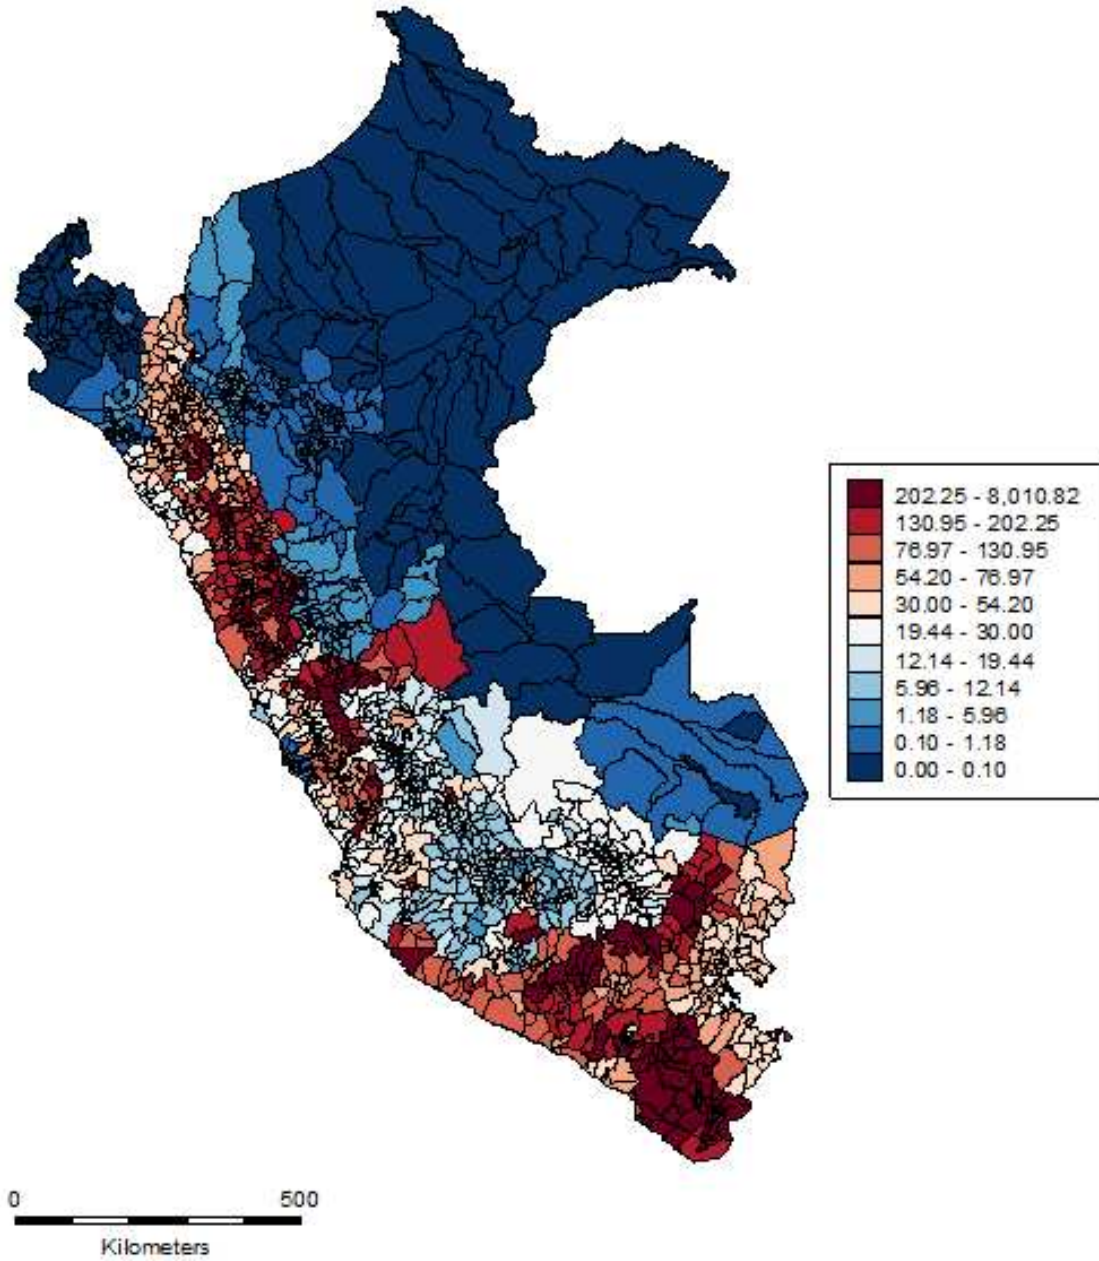 202.25 - 8,010.82
130.95 - 202.25
76.97 - 130.95
54.20 - 76.97
30.00 - 54.20
19.44 - 30.00
12.14 - 19.44
5.96 - 12.14
1.18 - 5.96
0.10 - 1.18
0.00 - 0.10
0 500
Kilometers